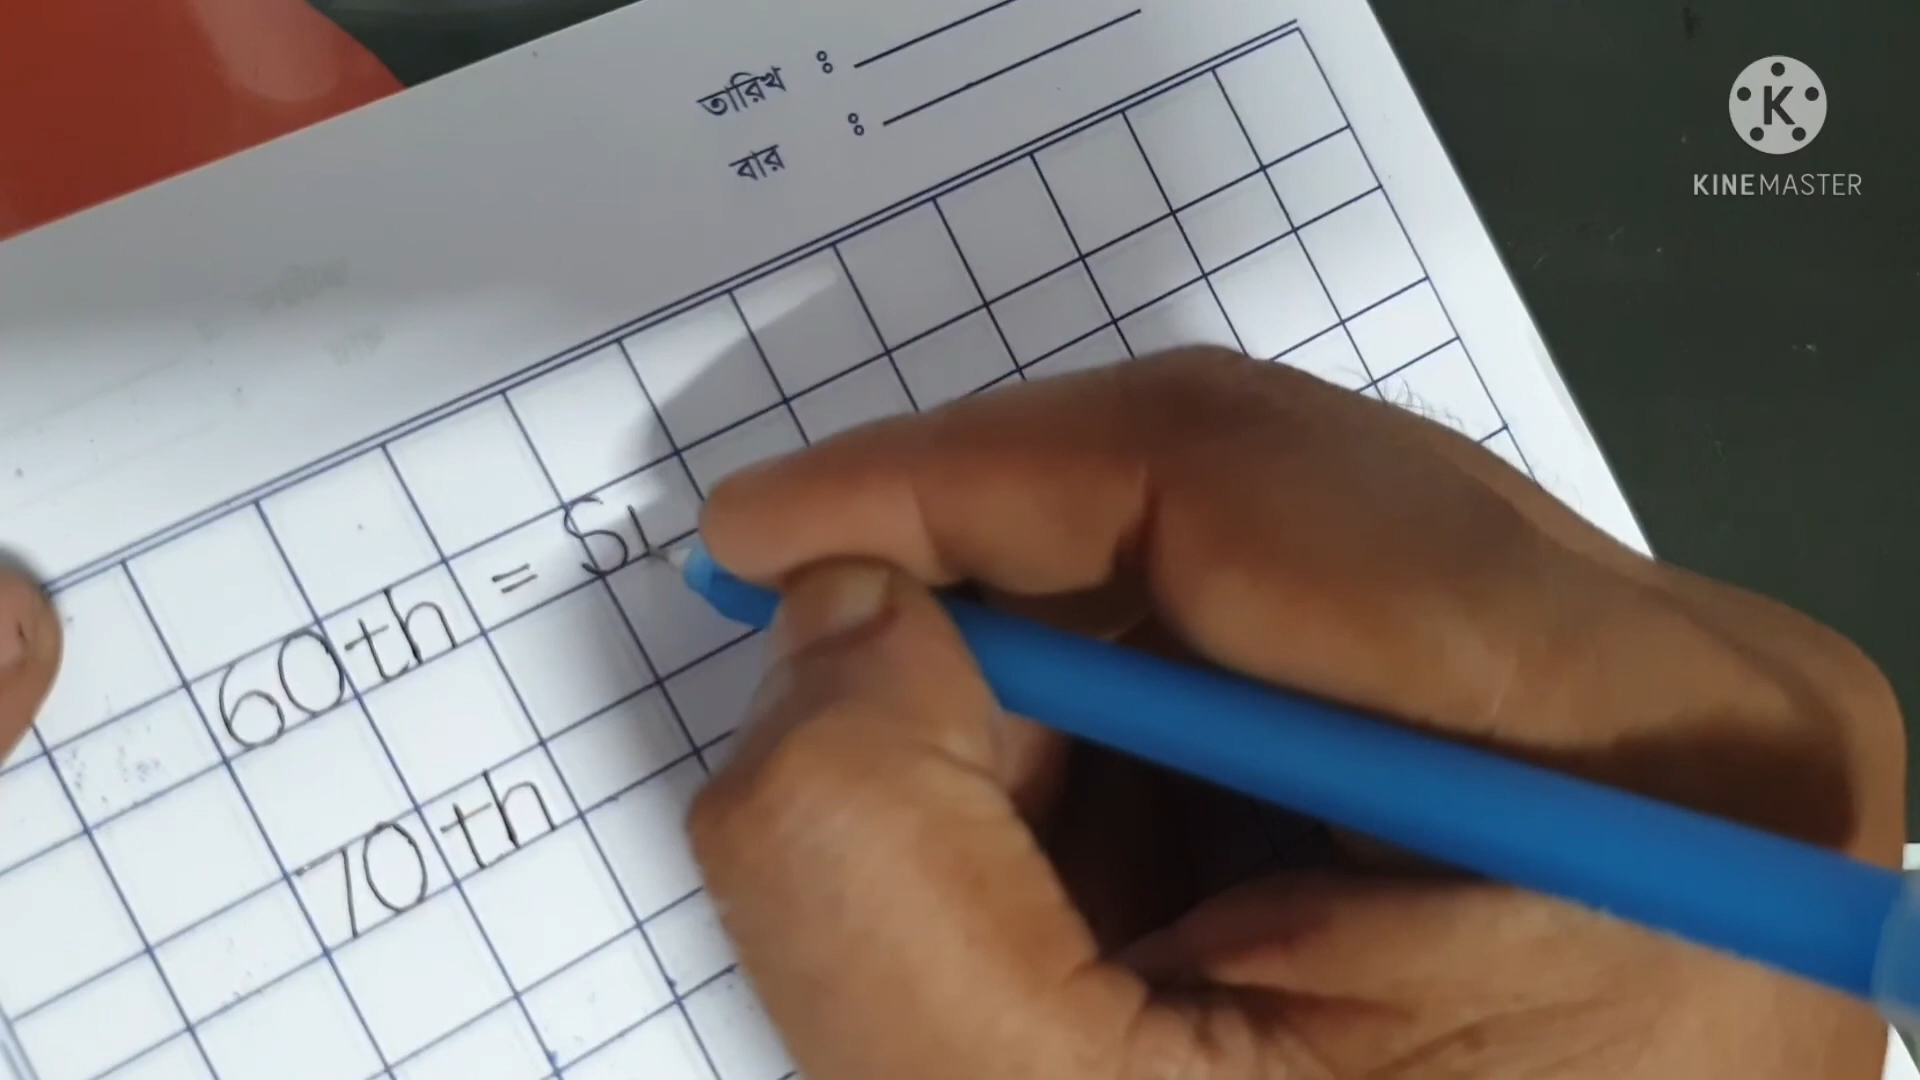 তারিখ ঃ
বার ঃ
60th = Si
70th
KINEMASTER